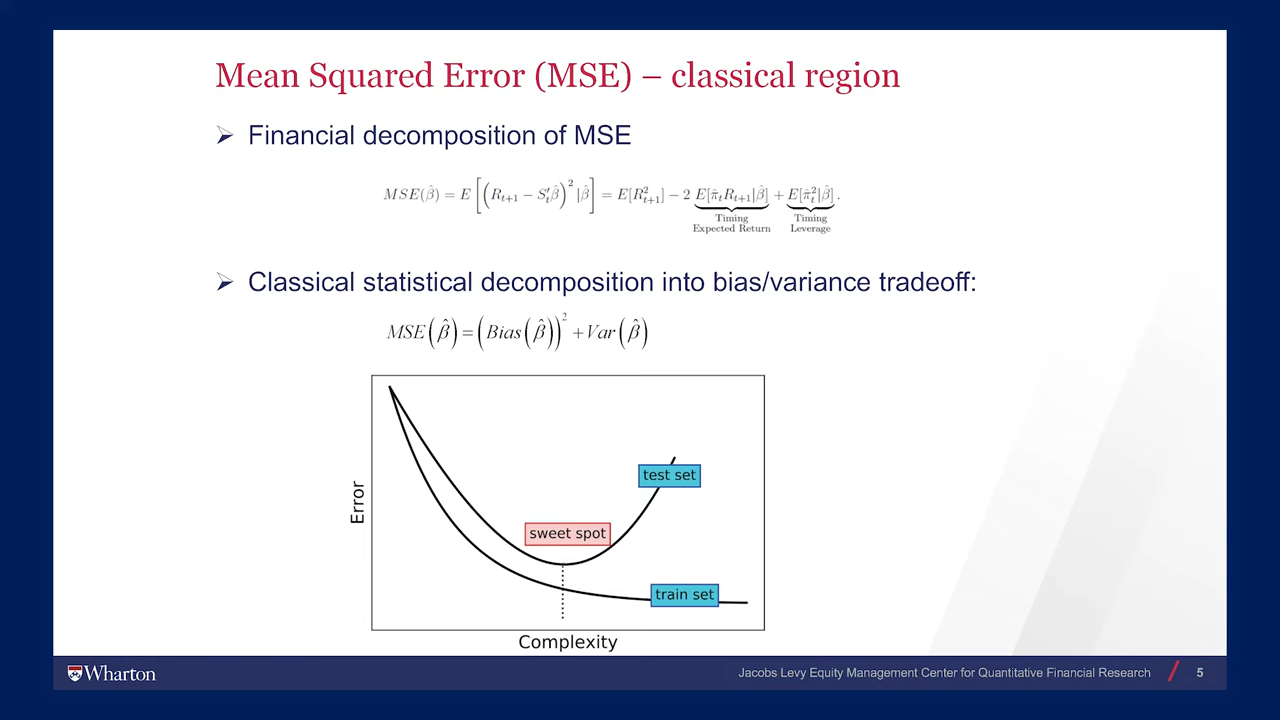 Mean Squared Error (MSE) – classical region
➢ Financial decomposition of MSE
MSE(β̂) = E[(R_{t+1} − S′_t β̂)² | β̂] = E[R²_{t+1}] − 2 E[π̂_t R_{t+1}|β̂] + E[π̂²_t|β̂].
Timing Expected Return
Timing Leverage
➢ Classical statistical decomposition into bias/variance tradeoff:
MSE(β̂) = (Bias(β̂))² + Var(β̂)
test set
sweet spot
train set
Error
Complexity
Wharton
Jacobs Levy Equity Management Center for Quantitative Financial Research / 5